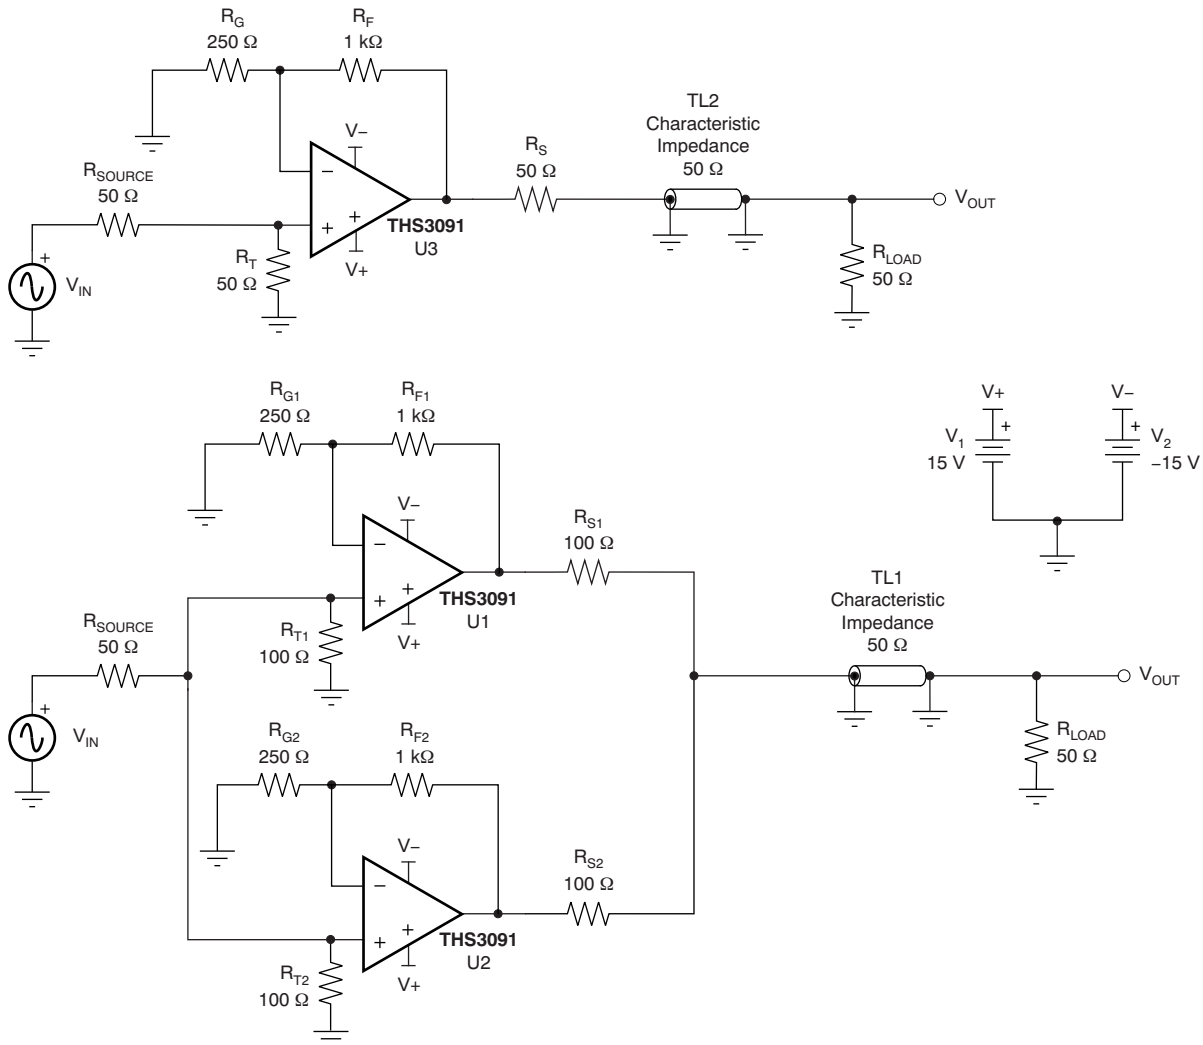 R_G
250 Ω
R_F
1 kΩ
V−
−
+
+
V+
THS3091
U3
R_SOURCE
50 Ω
+
V_IN
R_T
50 Ω
R_S
50 Ω
TL2
Characteristic
Impedance
50 Ω
V_OUT
R_LOAD
50 Ω
R_G1
250 Ω
R_F1
1 kΩ
V−
−
+
+
V+
THS3091
U1
R_SOURCE
50 Ω
+
V_IN
R_T1
100 Ω
R_S1
100 Ω
V+
+
V_1
15 V
V−
+
V_2
−15 V
TL1
Characteristic
Impedance
50 Ω
V_OUT
R_LOAD
50 Ω
R_G2
250 Ω
R_F2
1 kΩ
V−
−
+
+
V+
THS3091
U2
R_T2
100 Ω
R_S2
100 Ω